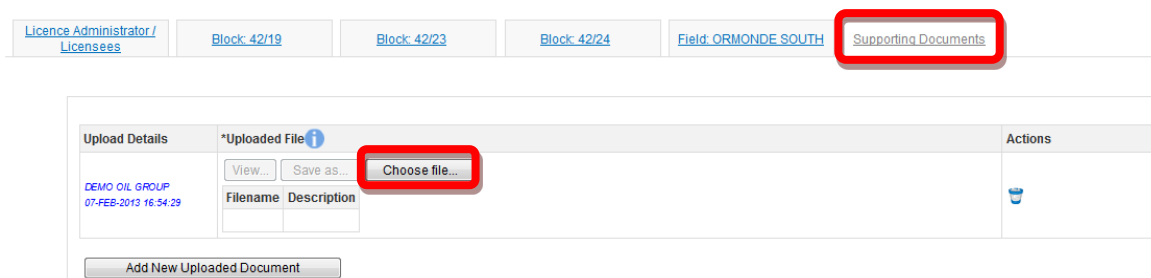 Licence Administrator / Licensees
Block: 42/19
Block: 42/23
Block: 42/24
Field: ORMONDE SOUTH
Supporting Documents
Upload Details
*Uploaded File
Actions
DEMO OIL GROUP
07-FEB-2013 16:54:29
View...
Save as...
Choose file...
Filename
Description
Add New Uploaded Document